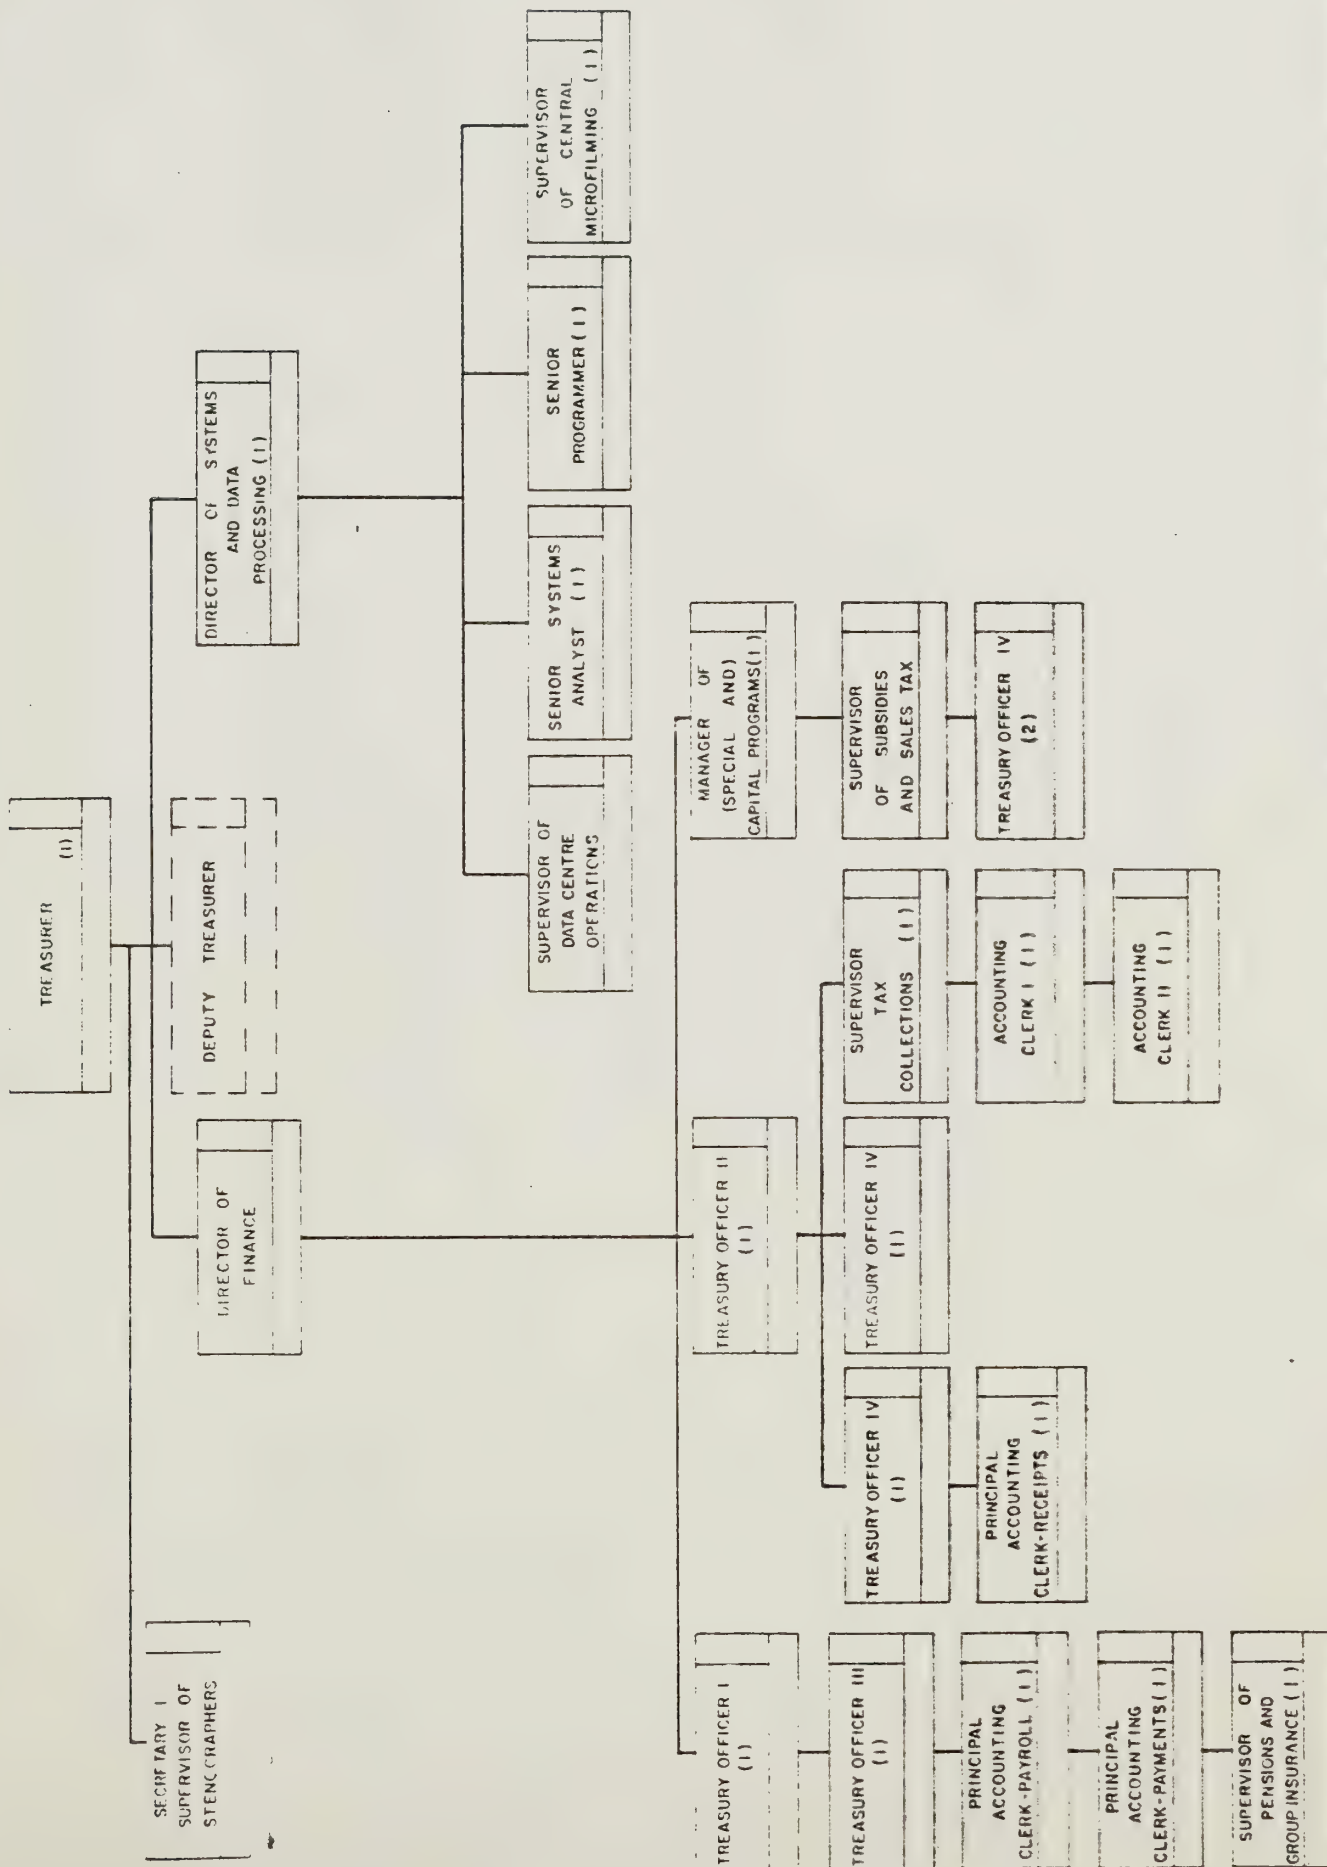 TREASURER
(1)
SECRETARY I
SUPERVISOR OF
STENOGRAPHERS
DEPUTY TREASURER
DIRECTOR OF
FINANCE
DIRECTOR OF SYSTEMS
AND DATA
PROCESSING (1)
SUPERVISOR OF
DATA CENTRE
OPERATIONS
SENIOR SYSTEMS
ANALYST (1)
SENIOR
PROGRAMMER (1)
SUPERVISOR
OF CENTRAL
MICROFILMING (1)
TREASURY OFFICER I
(1)
TREASURY OFFICER III
(1)
PRINCIPAL
ACCOUNTING
CLERK-PAYROLL (1)
PRINCIPAL
ACCOUNTING
CLERK-PAYMENTS (1)
SUPERVISOR OF
PENSIONS AND
GROUP INSURANCE (1)
TREASURY OFFICER II
(1)
TREASURY OFFICER IV
(1)
PRINCIPAL
ACCOUNTING
CLERK-RECEIPTS (1)
TREASURY OFFICER IV
(1)
SUPERVISOR
TAX
COLLECTIONS (1)
ACCOUNTING
CLERK I (1)
ACCOUNTING
CLERK II (1)
MANAGER OF
(SPECIAL AND)
CAPITAL PROGRAMS (1)
SUPERVISOR
OF SUBSIDIES
AND SALES TAX
TREASURY OFFICER IV
(2)